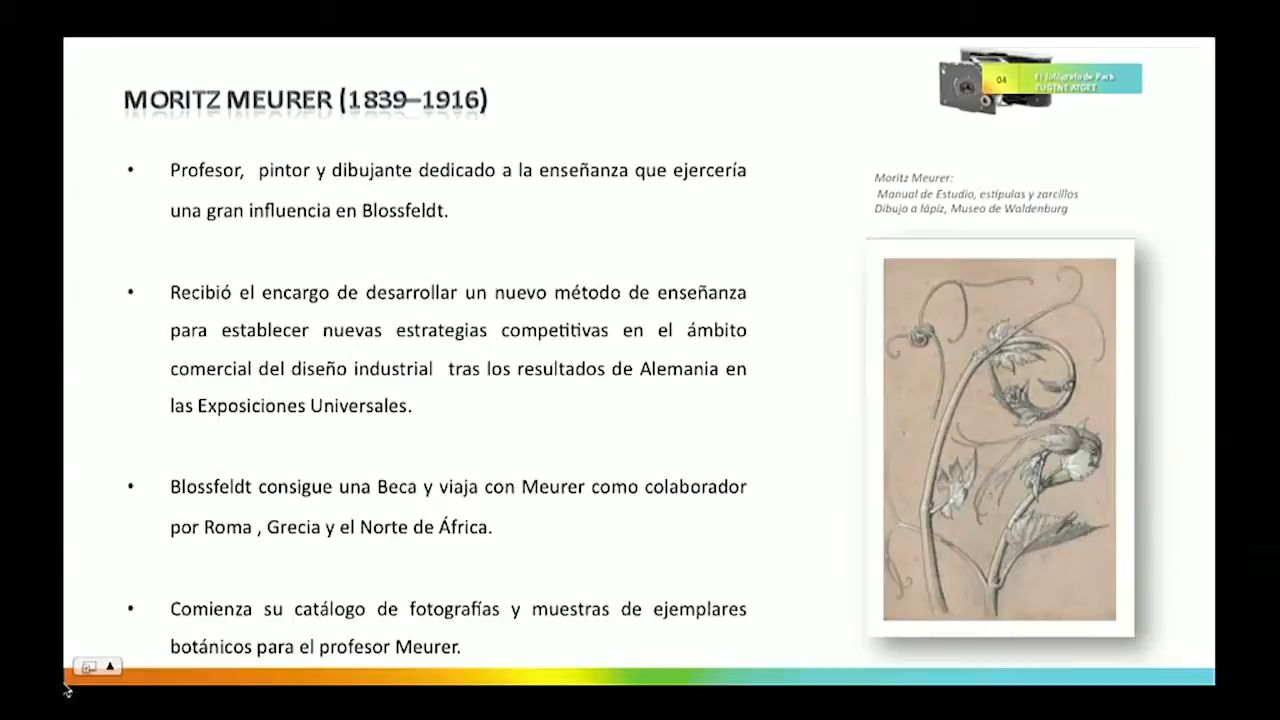 MORITZ MEURER (1839–1916)
04
El fotógrafo de París
EUGÈNE ATGET
• Profesor, pintor y dibujante dedicado a la enseñanza que ejercería
una gran influencia en Blossfeldt.
• Recibió el encargo de desarrollar un nuevo método de enseñanza
para establecer nuevas estrategias competitivas en el ámbito
comercial del diseño industrial tras los resultados de Alemania en
las Exposiciones Universales.
• Blossfeldt consigue una Beca y viaja con Meurer como colaborador
por Roma , Grecia y el Norte de África.
• Comienza su catálogo de fotografías y muestras de ejemplares
botánicos para el profesor Meurer.
Moritz Meurer:
Manual de Estudio, estípulas y zarcillos
Dibujo a lápiz, Museo de Waldenburg